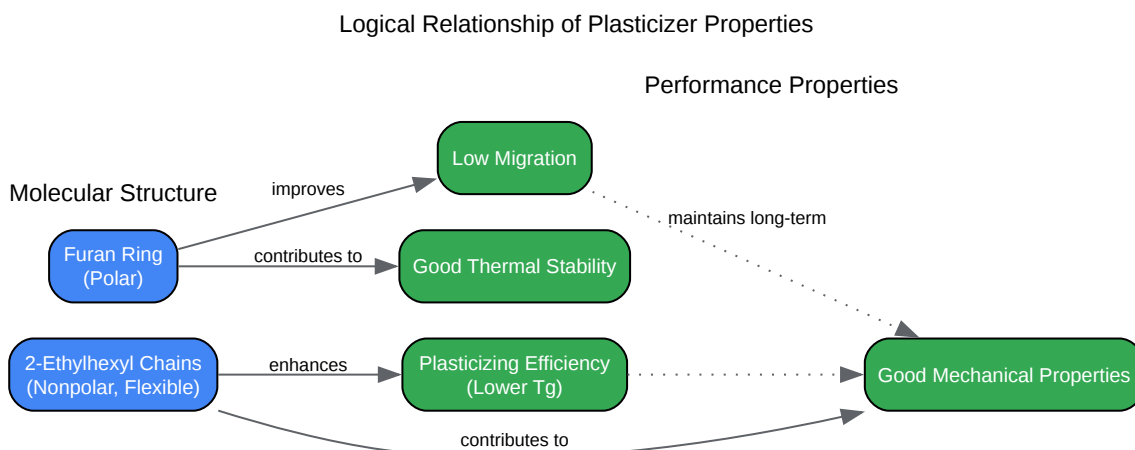 Logical Relationship of Plasticizer Properties
Performance Properties
Low Migration
improves
Molecular Structure
maintains long-term
Furan Ring
(Polar)
contributes to
Good Thermal Stability
2-Ethylhexyl Chains
(Nonpolar, Flexible)
enhances
Plasticizing Efficiency
(Lower Tg)
Good Mechanical Properties
contributes to